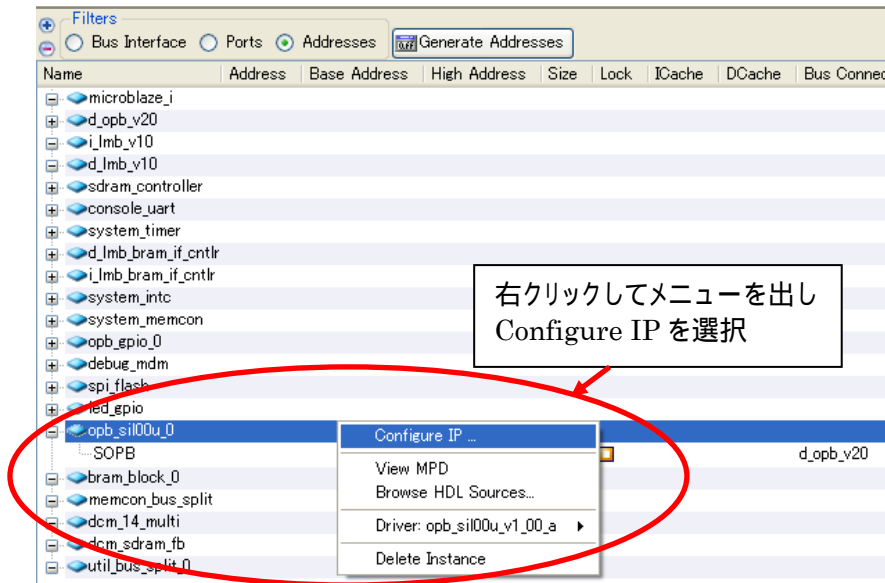 Filters
Bus Interface Ports Addresses Generate Addresses
Name Address Base Address High Address Size Lock ICache DCache Bus Connec
microblaze_i
d_opb_v20
i_lmb_v10
d_lmb_v10
sdram_controller
console_uart
system_timer
d_lmb_bram_if_cntlr
i_lmb_bram_if_cntlr
system_intc
system_memcon
opb_gpio_0
debug_mdm
spi_flash
led_gpio
opb_sil00u_0
SOPB d_opb_v20
bram_block_0
memcon_bus_split
dcm_14_multi
dcm_sdram_fb
util_bus_split_0
右クリックしてメニューを出し
Configure IP を選択
Configure IP ...
View MPD
Browse HDL Sources...
Driver: opb_sil00u_v1_00_a
Delete Instance